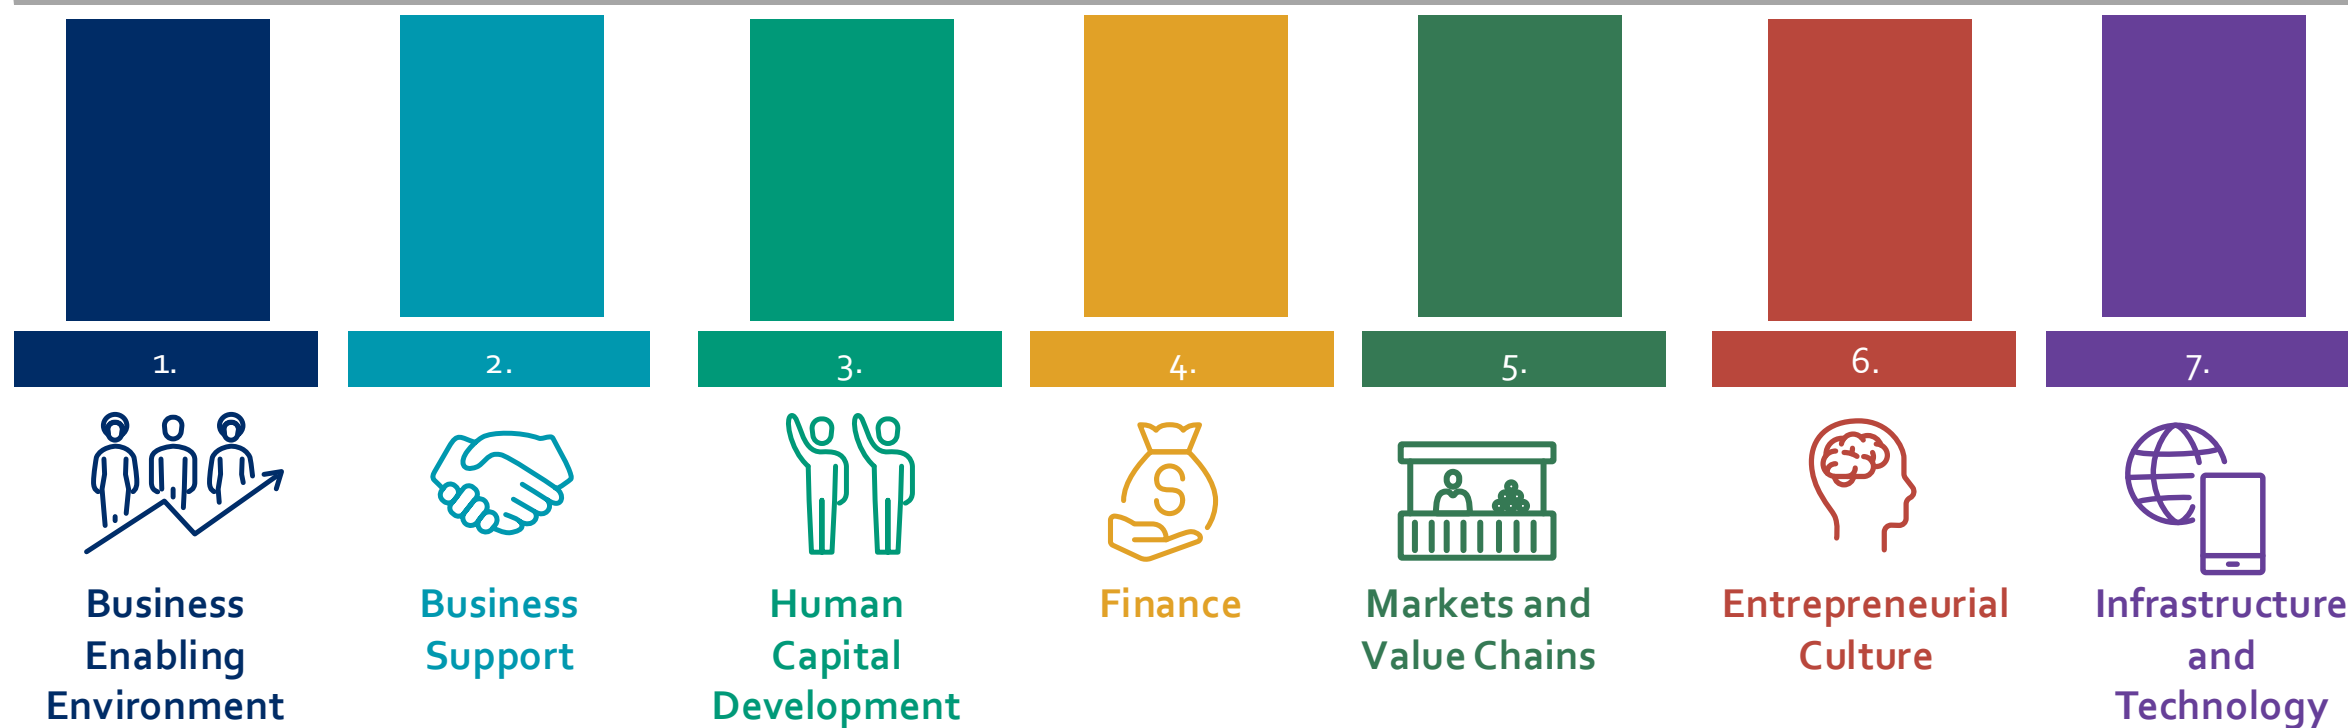 1.
2.
3.
4.
5.
6.
7.
Business
Enabling
Environment
Business
Support
Human
Capital
Development
Finance
Markets and
Value Chains
Entrepreneurial
Culture
Infrastructure
and
Technology